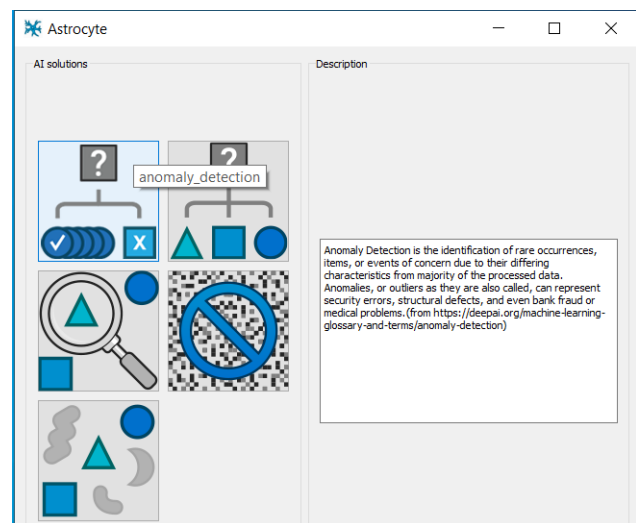 Astrocyte
AI solutions
Description
?
?
anomaly_detection
X
Anomaly Detection is the identification of rare occurrences,
items, or events of concern due to their differing
characteristics from majority of the processed data.
Anomalies, or outliers as they are also called, can represent
security errors, structural defects, and even bank fraud or
medical problems.(from https://deepai.org/machine-learning-
glossary-and-terms/anomaly-detection)